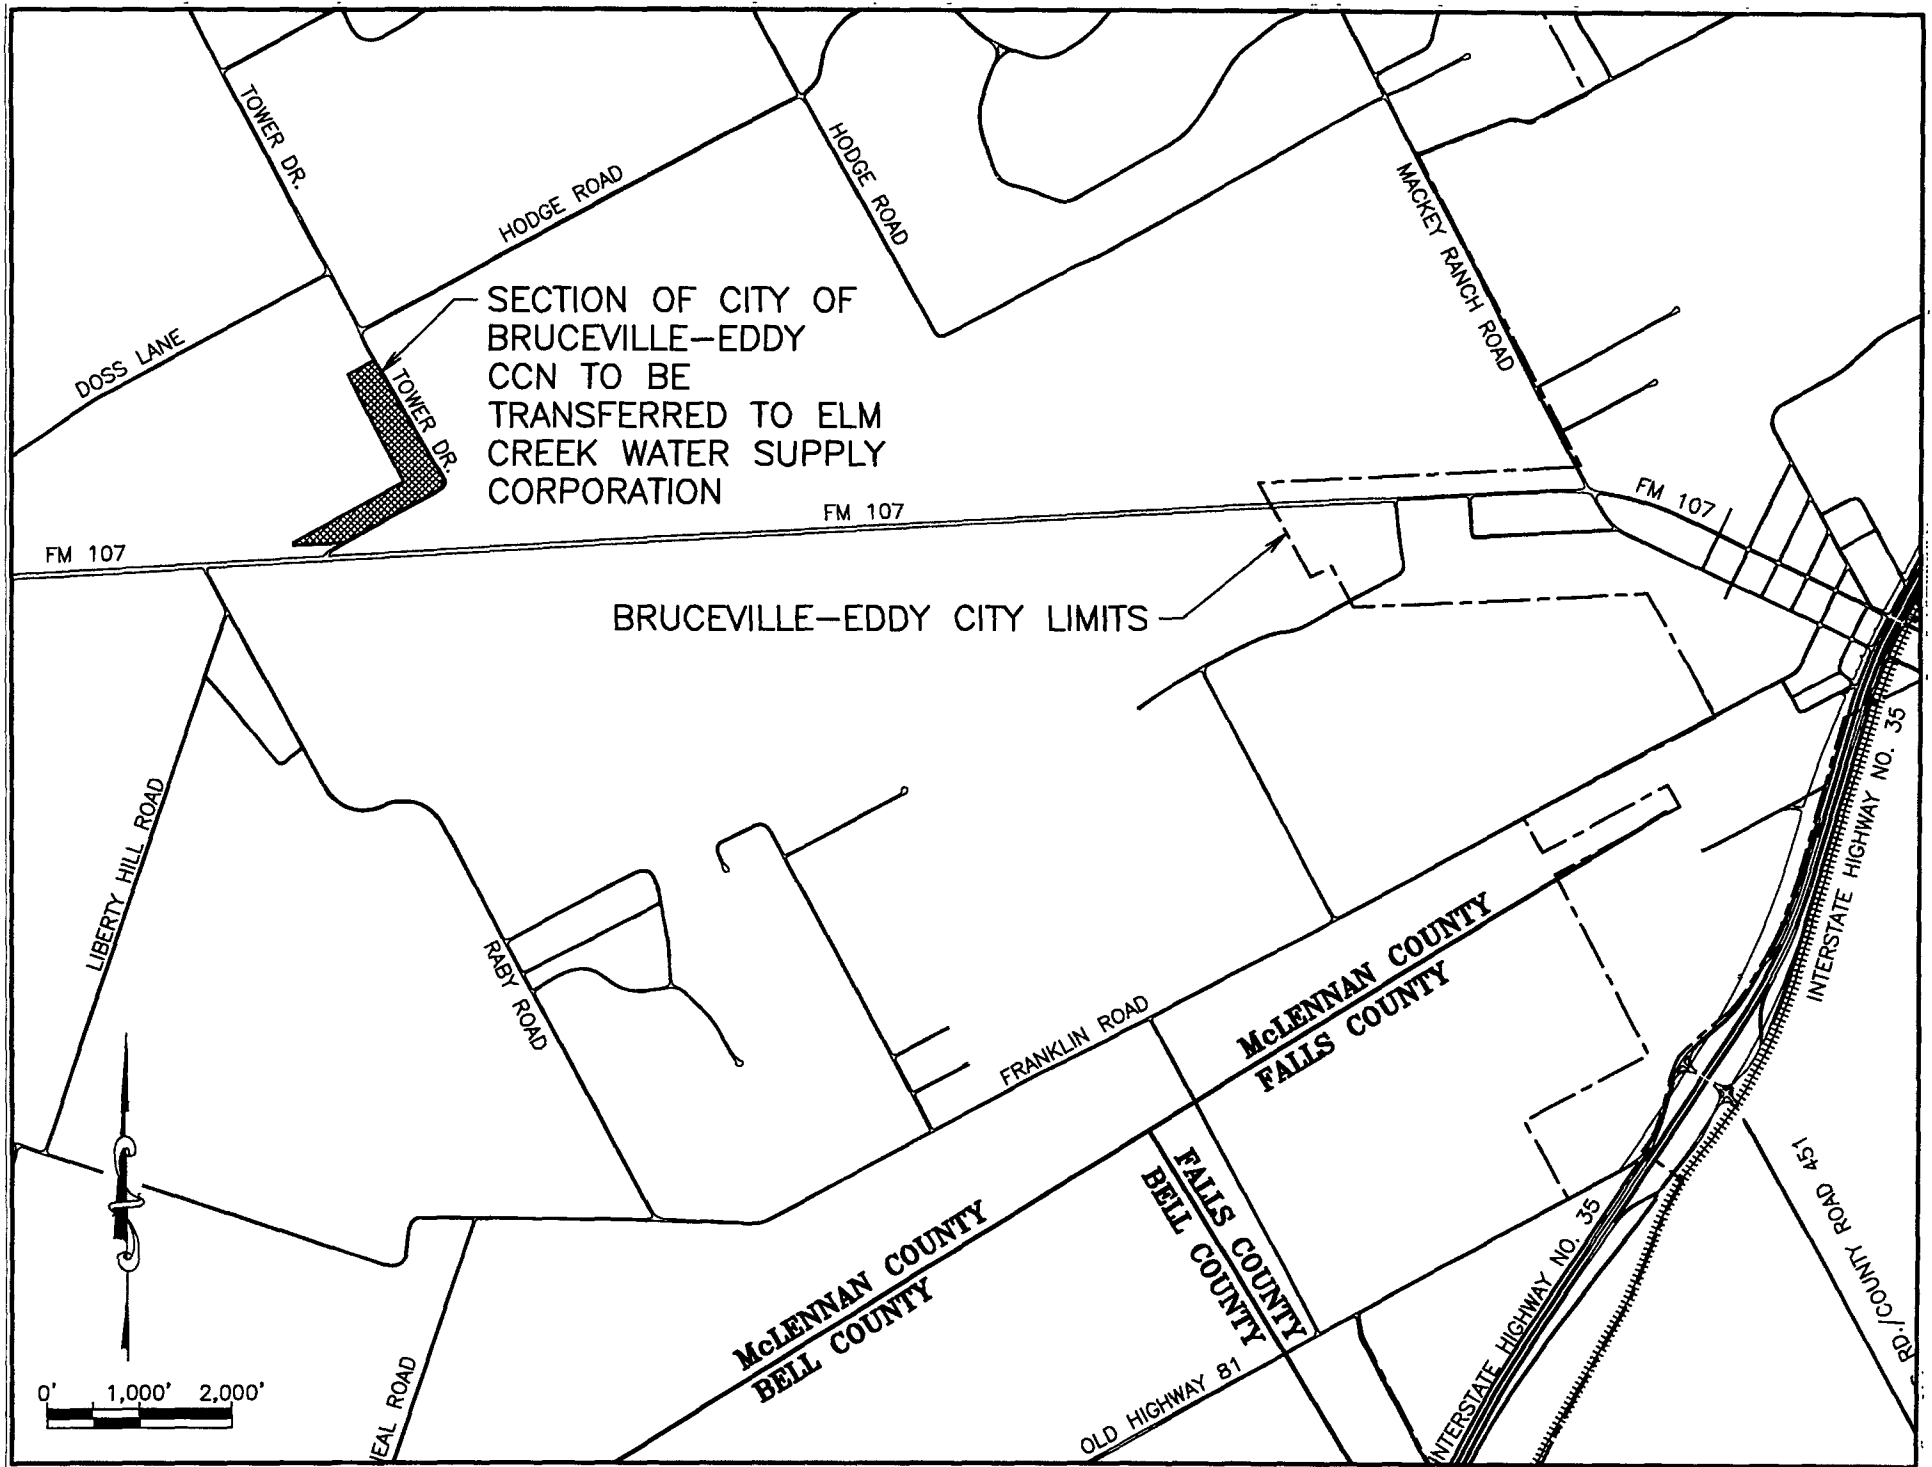 TOWER DR.
HODGE ROAD
HODGE ROAD
MACKEY RANCH ROAD
DOSS LANE
SECTION OF CITY OF
BRUCEVILLE-EDDY
CCN TO BE
TRANSFERRED TO ELM
CREEK WATER SUPPLY
CORPORATION
TOWER DR.
FM 107
FM 107
FM 107
BRUCEVILLE-EDDY CITY LIMITS
INTERSTATE HIGHWAY NO. 35
LIBERTY HILL ROAD
RABY ROAD
FRANKLIN ROAD
McLENNAN COUNTY
FALLS COUNTY
FALLS COUNTY
BELL COUNTY
McLENNAN COUNTY
BELL COUNTY
INTERSTATE HIGHWAY NO. 35
COUNTY ROAD 451
RD./COUNTY
0' 1,000' 2,000'
EAL ROAD
OLD HIGHWAY 81